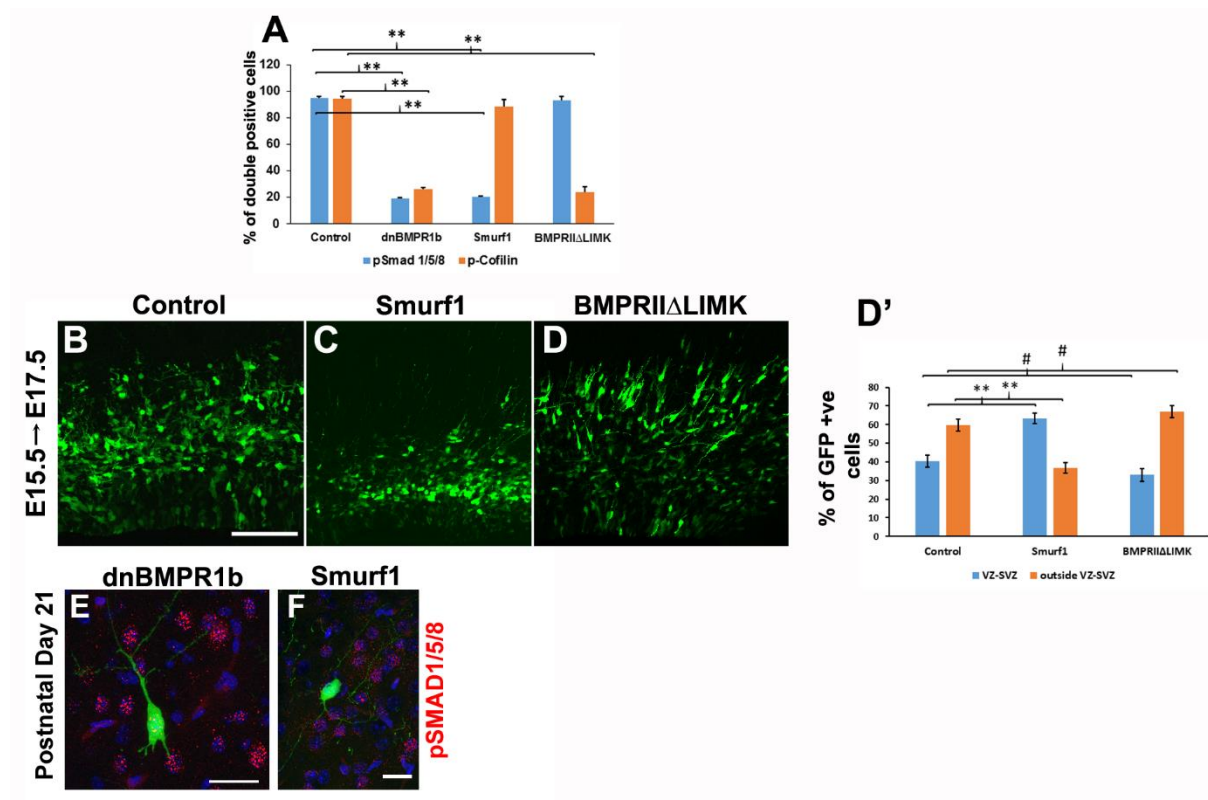 A
**
**
**
**
**
% of double positive cells
120
100
80
60
40
20
0
Control
dnBMPR1b
Smurf1
BMPRIIΔLIMK
pSmad 1/5/8
p-Cofilin
Control
Smurf1
BMPRIIΔLIMK
E15.5→ E17.5
B
C
D
D’
#
#
**
**
% of GFP +ve
cells
80
70
60
50
40
30
20
10
0
Control
Smurf1
BMPRIIΔLIMK
VZ-SVZ
outside VZ-SVZ
dnBMPR1b
Smurf1
Postnatal Day 21
E
F
pSMAD1/5/8